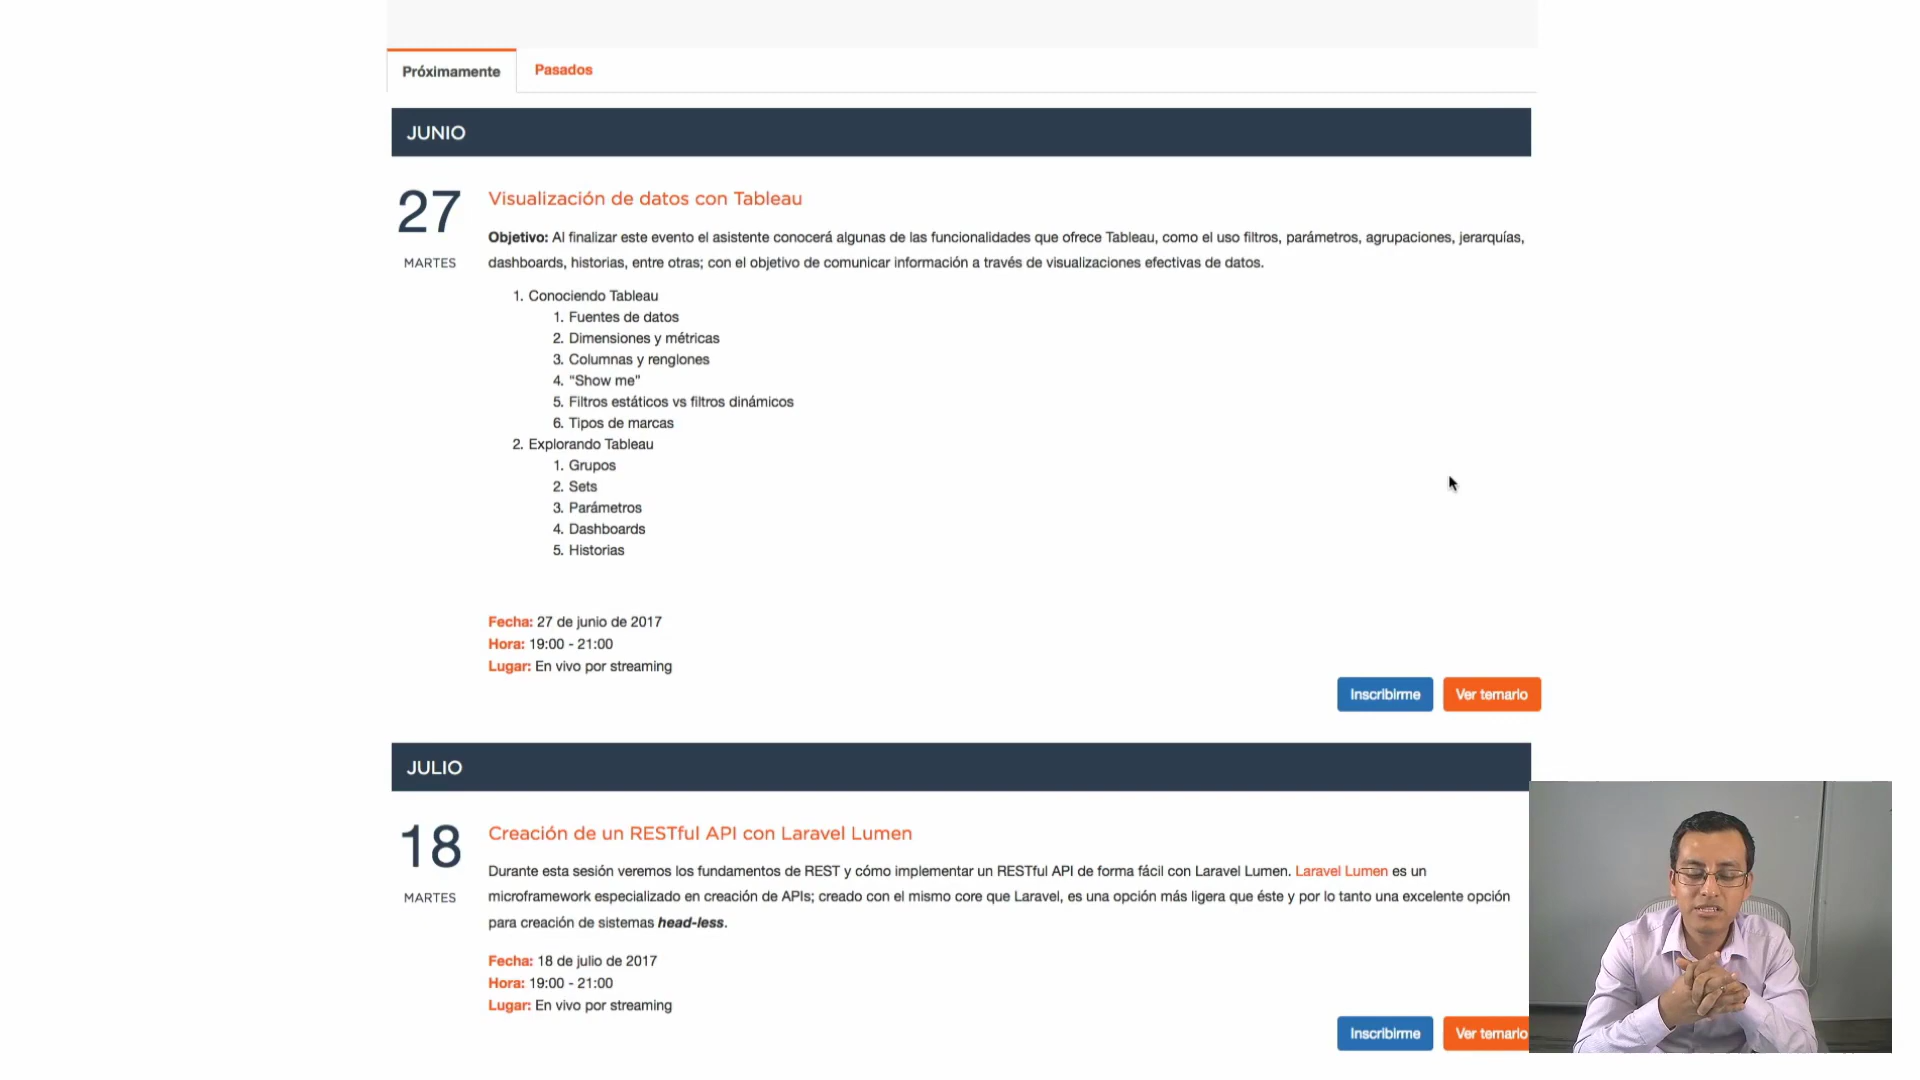 Próximamente
Pasados
JUNIO
27
MARTES
Visualización de datos con Tableau
Objetivo: Al finalizar este evento el asistente conocerá algunas de las funcionalidades que ofrece Tableau, como el uso filtros, parámetros, agrupaciones, jerarquías,
dashboards, historias, entre otras; con el objetivo de comunicar información a través de visualizaciones efectivas de datos.
1. Conociendo Tableau
1. Fuentes de datos
2. Dimensiones y métricas
3. Columnas y renglones
4. "Show me"
5. Filtros estáticos vs filtros dinámicos
6. Tipos de marcas
2. Explorando Tableau
1. Grupos
2. Sets
3. Parámetros
4. Dashboards
5. Historias
Fecha: 27 de junio de 2017
Hora: 19:00 - 21:00
Lugar: En vivo por streaming
Inscribirme
Ver temario
JULIO
18
MARTES
Creación de un RESTful API con Laravel Lumen
Durante esta sesión veremos los fundamentos de REST y cómo implementar un RESTful API de forma fácil con Laravel Lumen. Laravel Lumen es un
microframework especializado en creación de APIs; creado con el mismo core que Laravel, es una opción más ligera que éste y por lo tanto una excelente opción
para creación de sistemas head-less.
Fecha: 18 de julio de 2017
Hora: 19:00 - 21:00
Lugar: En vivo por streaming
Inscribirme
Ver temario